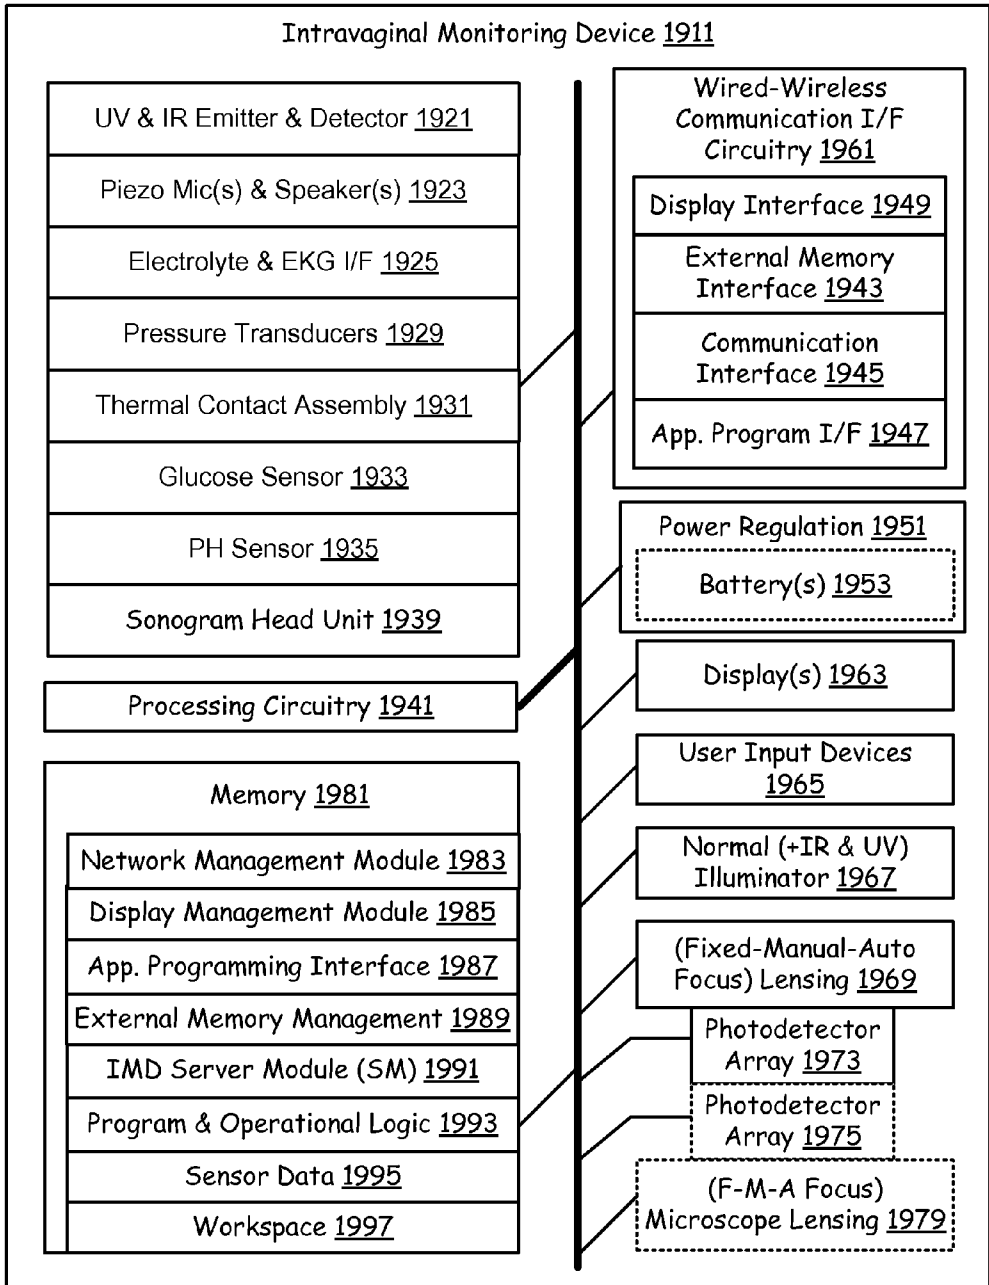 Intravaginal Monitoring Device 1911
UV & IR Emitter & Detector 1921
Piezo Mic(s) & Speaker(s) 1923
Electrolyte & EKG I/F 1925
Pressure Transducers 1929
Thermal Contact Assembly 1931
Glucose Sensor 1933
PH Sensor 1935
Sonogram Head Unit 1939
Processing Circuitry 1941
Memory 1981
Network Management Module 1983
Display Management Module 1985
App. Programming Interface 1987
External Memory Management 1989
IMD Server Module (SM) 1991
Program & Operational Logic 1993
Sensor Data 1995
Workspace 1997
Wired-Wireless
Communication I/F
Circuitry 1961
Display Interface 1949
External Memory
Interface 1943
Communication
Interface 1945
App. Program I/F 1947
Power Regulation 1951
Battery(s) 1953
Display(s) 1963
User Input Devices
1965
Normal (+IR & UV)
Illuminator 1967
(Fixed-Manual-Auto
Focus) Lensing 1969
Photodetector
Array 1973
Photodetector
Array 1975
(F-M-A Focus)
Microscope Lensing 1979